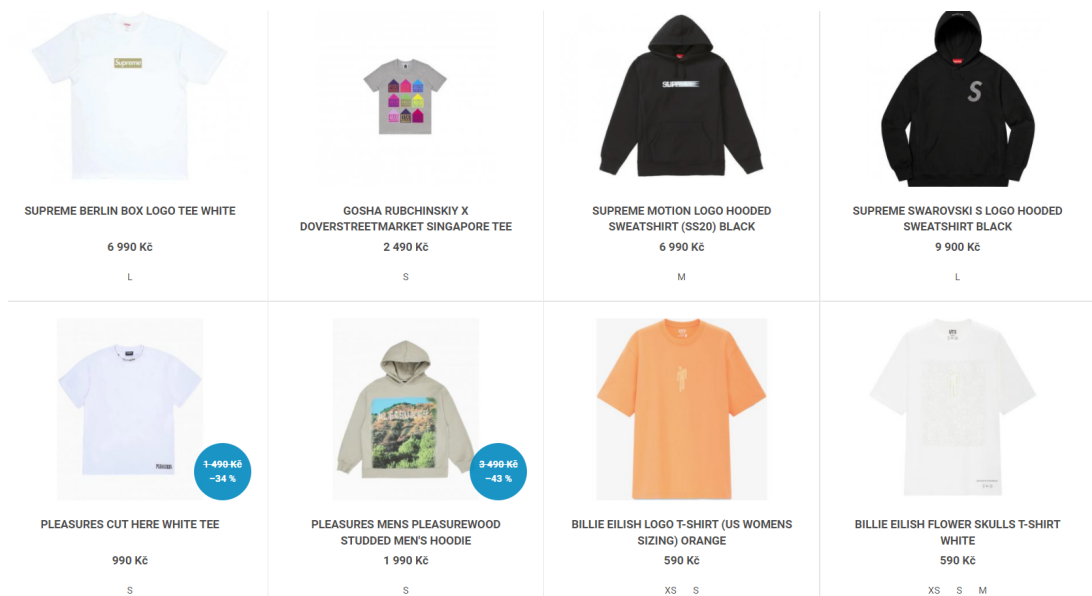 Supreme
SUPREME
S
SUPREME BERLIN BOX LOGO TEE WHITE
6 990 Kč
L
GOSHA RUBCHINSKIY X
DOVERSTREETMARKET SINGAPORE TEE
2 490 Kč
S
SUPREME MOTION LOGO HOODED
SWEATSHIRT (SS20) BLACK
6 990 Kč
M
SUPREME SWAROVSKI S LOGO HOODED
SWEATSHIRT BLACK
9 900 Kč
L
PLEASURES
1 490 Kč
–34 %
PLEASURES
3 490 Kč
–43 %
PLEASURES CUT HERE WHITE TEE
990 Kč
S
PLEASURES MENS PLEASUREWOOD
STUDDED MEN'S HOODIE
1 990 Kč
S
BILLIE EILISH LOGO T-SHIRT (US WOMENS
SIZING) ORANGE
590 Kč
XS S
BILLIE EILISH FLOWER SKULLS T-SHIRT
WHITE
590 Kč
XS S M